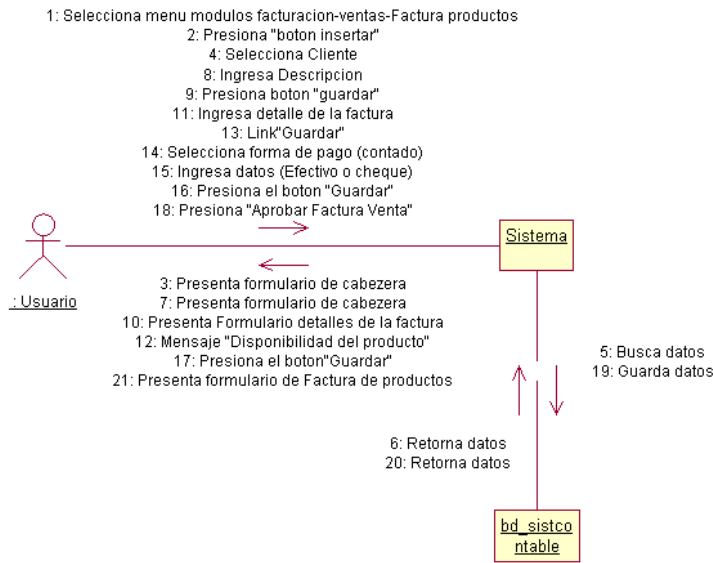 1: Selecciona menu modulos facturacion-ventas-Factura productos
2: Presiona "boton insertar"
4: Selecciona Cliente
8: Ingresa Descripcion
9: Presiona boton "guardar"
11: Ingresa detalle de la factura
13: Link"Guardar"
14: Selecciona forma de pago (contado)
15: Ingresa datos (Efectivo o cheque)
16: Presiona el boton "Guardar"
18: Presiona "Aprobar Factura Venta"
Sistema
: Usuario
3: Presenta formulario de cabezera
7: Presenta formulario de cabezera
10: Presenta Formulario detalles de la factura
12: Mensaje "Disponibilidad del producto"
17: Presiona el boton"Guardar"
21: Presenta formulario de Factura de productos
5: Busca datos
19: Guarda datos
6: Retorna datos
20: Retorna datos
bd_sistco
ntable